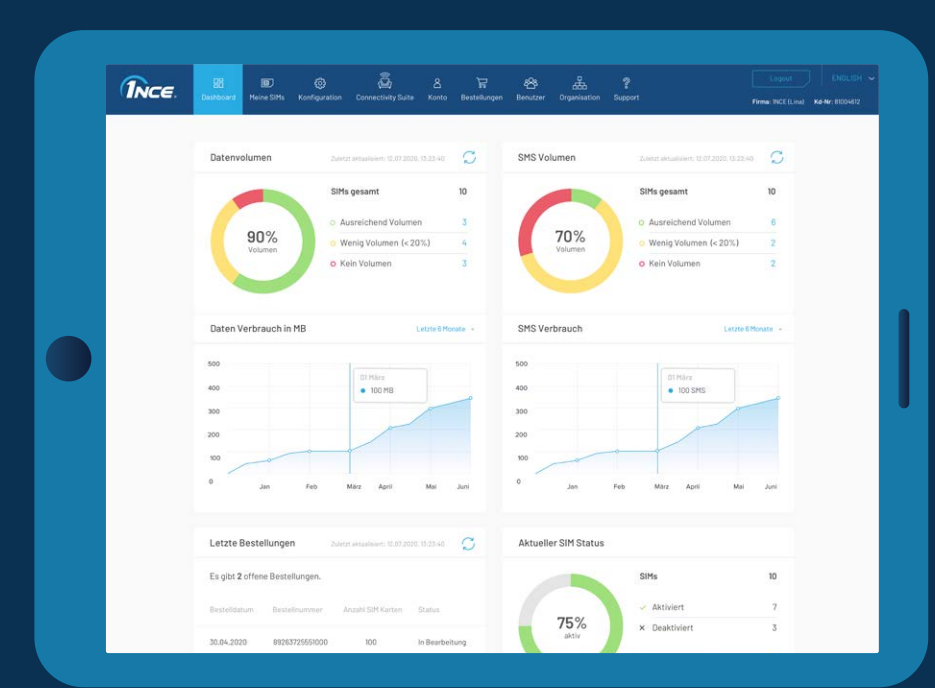 1NCE.
Dashboard Meine SIMs Konfiguration Connectivity Suite Konto Bestellungen Benutzer Organisation Support
Logout ENGLISH
Firma: 1NCE (Lina) Kd-Nr: 81004612
Datenvolumen Zuletzt aktualisiert: 12.07.2020, 13:23:40
90%
Volumen
SIMs gesamt 10
Ausreichend Volumen 3
Wenig Volumen (< 20%) 4
Kein Volumen 3
SMS Volumen Zuletzt aktualisiert: 12.07.2020, 13:23:40
70%
Volumen
SIMs gesamt 10
Ausreichend Volumen 6
Wenig Volumen (< 20%) 2
Kein Volumen 2
Daten Verbrauch in MB Letzte 6 Monate
500
400
300
200
100
0
01 März
100 MB
Jan Feb März April Mai Juni
SMS Verbrauch Letzte 6 Monate
500
400
300
200
100
0
01 März
100 SMS
Jan Feb März April Mai Juni
Letzte Bestellungen Zuletzt aktualisiert: 12.07.2020, 13:23:40
Es gibt 2 offene Bestellungen.
Bestelldatum Bestellnummer Anzahl SIM Karten Status
30.04.2020 89263725551000 100 In Bearbeitung
Aktueller SIM Status
75%
aktiv
SIMs 10
Aktiviert 7
Deaktiviert 3